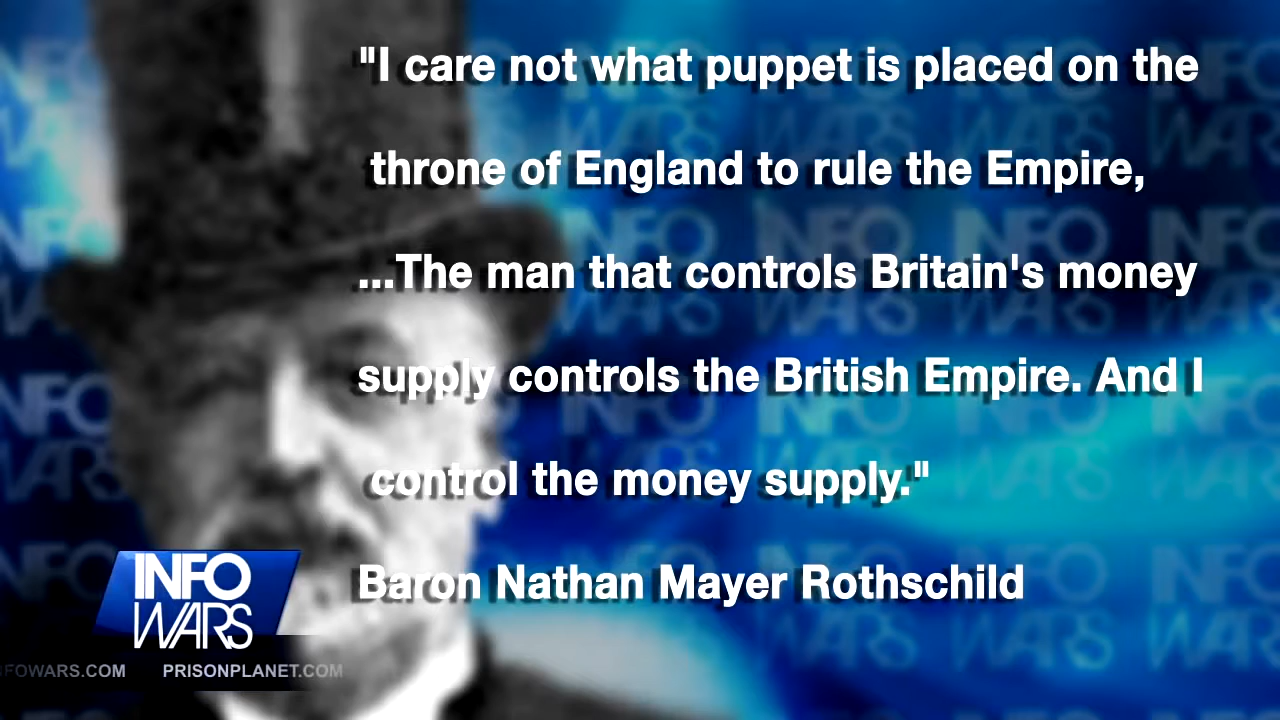 "I care not what puppet is placed on the
throne of England to rule the Empire,
...The man that controls Britain's money
supply controls the British Empire. And I
control the money supply."
Baron Nathan Mayer Rothschild
INFO
WARS
FOWARS.COM PRISONPLANET.COM